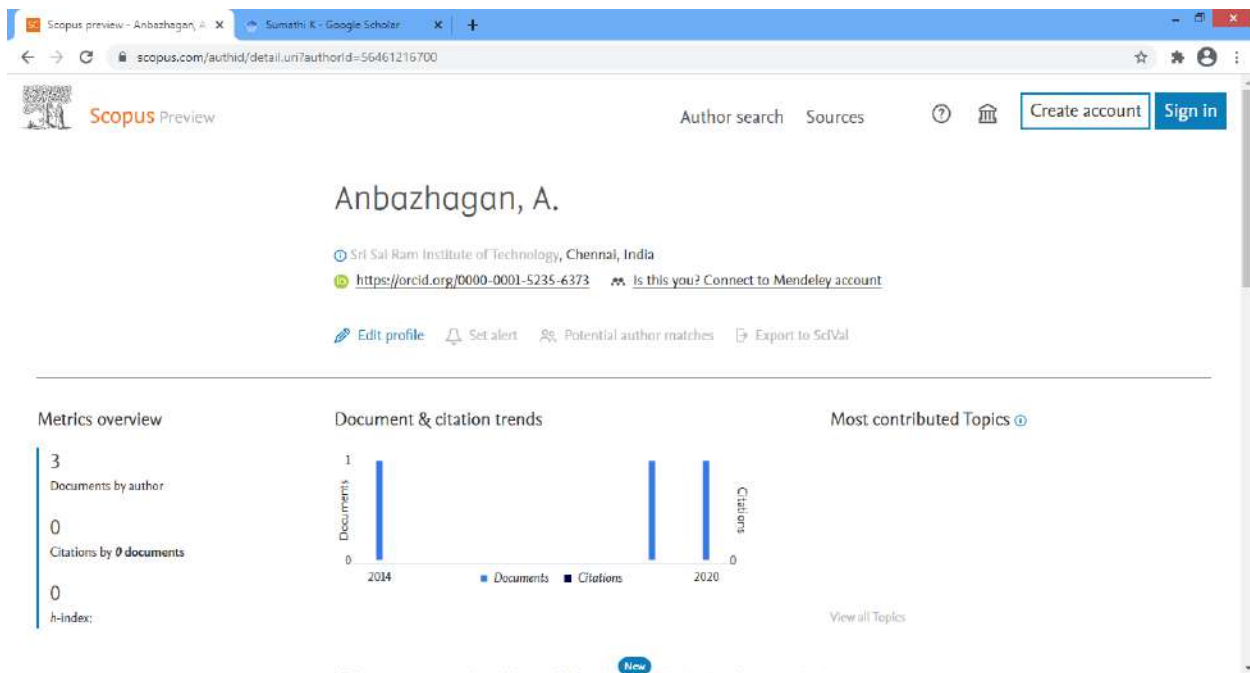 Scopus preview - Anbazhagan, A
Sumathi K - Google Scholar
scopus.com/authid/detail.uri?authorId=56461216700
Scopus Preview
Author search Sources
Create account
Sign in
Anbazhagan, A.
Sri Sai Ram Institute of Technology, Chennai, India
https://orcid.org/0000-0001-5235-6373 Is this you? Connect to Mendeley account
Edit profile Set alert Potential author matches Export to SciVal
Metrics overview
3
Documents by author
0
Citations by 0 documents
0
h-index:
Document & citation trends
1
Documents
0
Citations
0
2014
2020
Documents Citations
Most contributed Topics
View all Topics
New